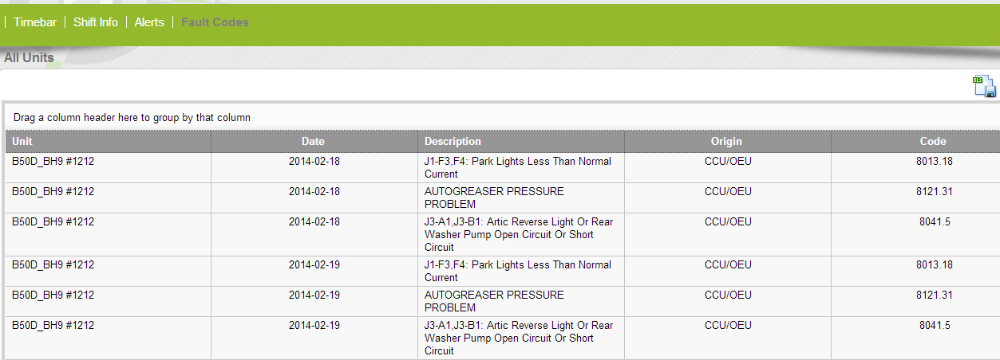 Timebar | Shift Info | Alerts | Fault Codes
All Units
XLS
Drag a column header here to group by that column
Unit Date Description Origin Code
B50D_BH9 #1212 2014-02-18 J1-F3,F4: Park Lights Less Than Normal CCU/OEU 8013.18
Current
B50D_BH9 #1212 2014-02-18 AUTOGREASER PRESSURE CCU/OEU 8121.31
PROBLEM
B50D_BH9 #1212 2014-02-18 J3-A1,J3-B1: Artic Reverse Light Or Rear CCU/OEU 8041.5
Washer Pump Open Circuit Or Short
Circuit
B50D_BH9 #1212 2014-02-19 J1-F3,F4: Park Lights Less Than Normal CCU/OEU 8013.18
Current
B50D_BH9 #1212 2014-02-19 AUTOGREASER PRESSURE CCU/OEU 8121.31
PROBLEM
B50D_BH9 #1212 2014-02-19 J3-A1,J3-B1: Artic Reverse Light Or Rear CCU/OEU 8041.5
Washer Pump Open Circuit Or Short
Circuit